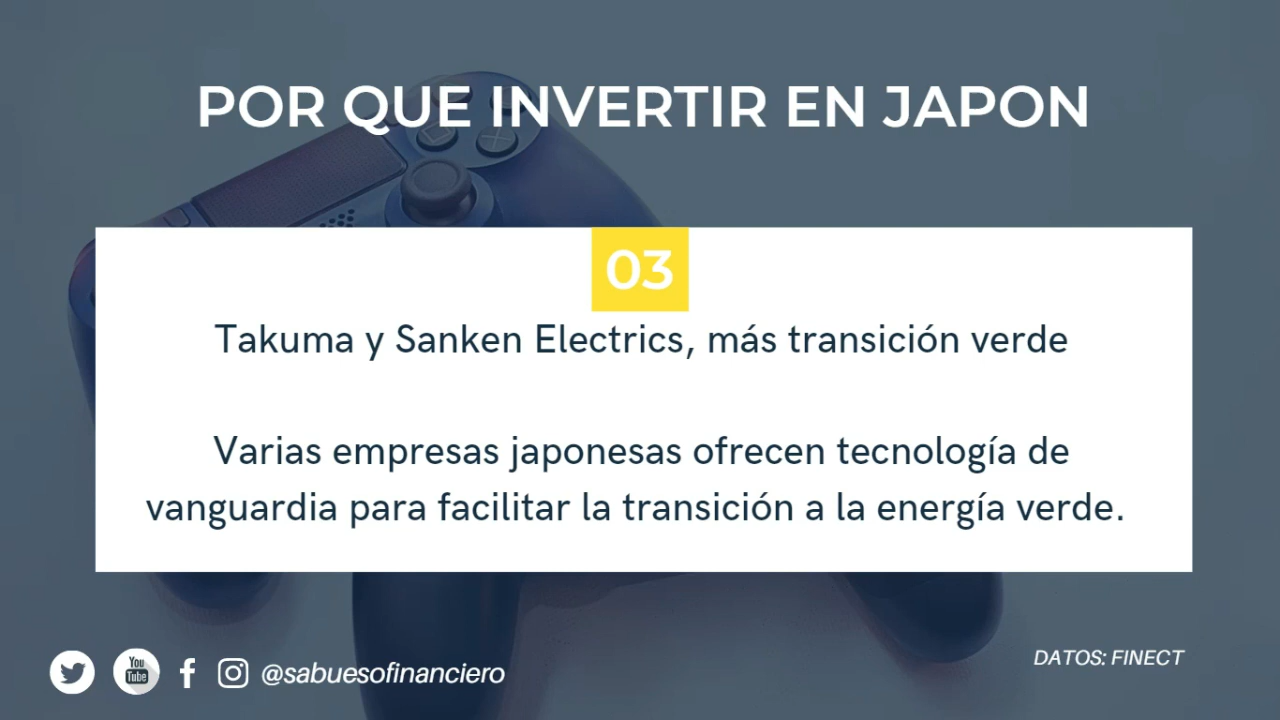 POR QUE INVERTIR EN JAPON
03
Takuma y Sanken Electrics, más transición verde
Varias empresas japonesas ofrecen tecnología de
vanguardia para facilitar la transición a la energía verde.
You
Tube
@sabuesofinanciero
DATOS: FINECT